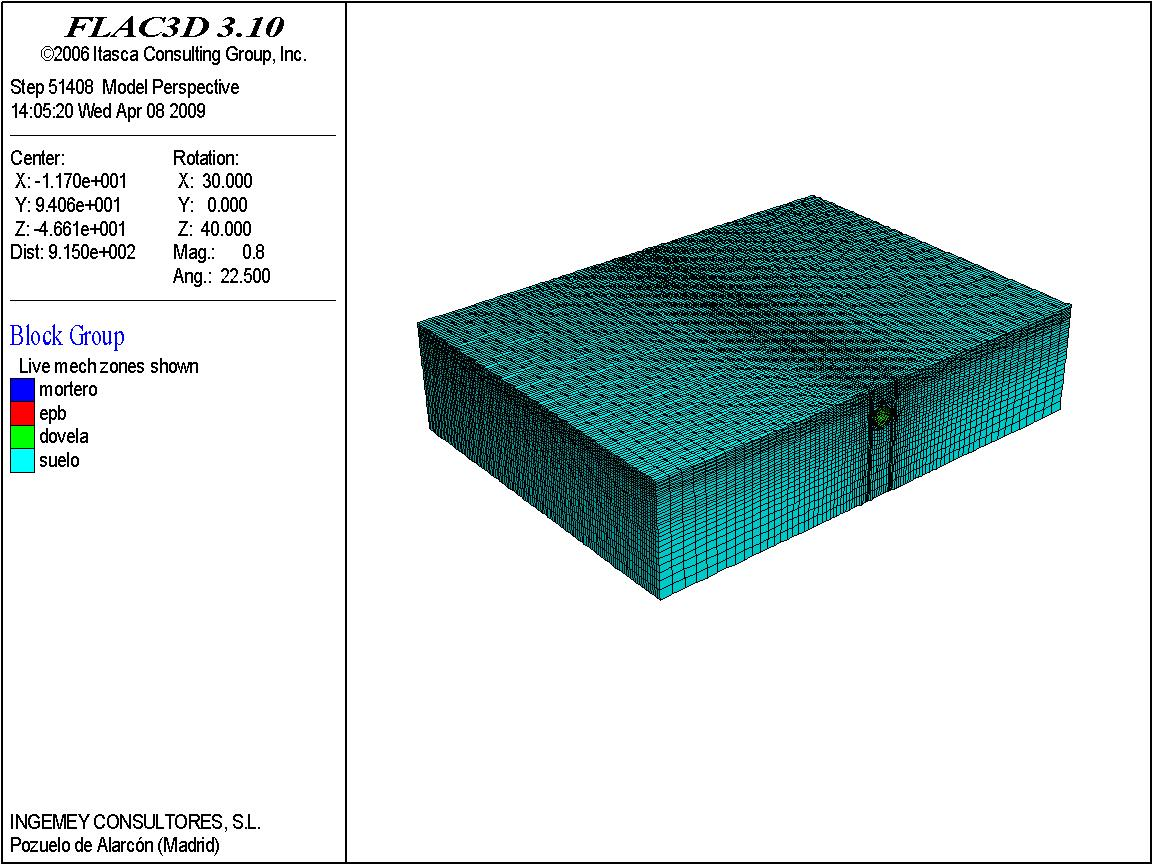 FLAC3D 3.10
©2006 Itasca Consulting Group, Inc.
Step 51408 Model Perspective
14:05:20 Wed Apr 08 2009
Center: Rotation:
X: -1.170e+001 X: 30.000
Y: 9.406e+001 Y: 0.000
Z: -4.661e+001 Z: 40.000
Dist: 9.150e+002 Mag.: 0.8
Ang.: 22.500
Block Group
Live mech zones shown
mortero
epb
dovela
suelo
INGEMEY CONSULTORES, S.L.
Pozuelo de Alarcón (Madrid)